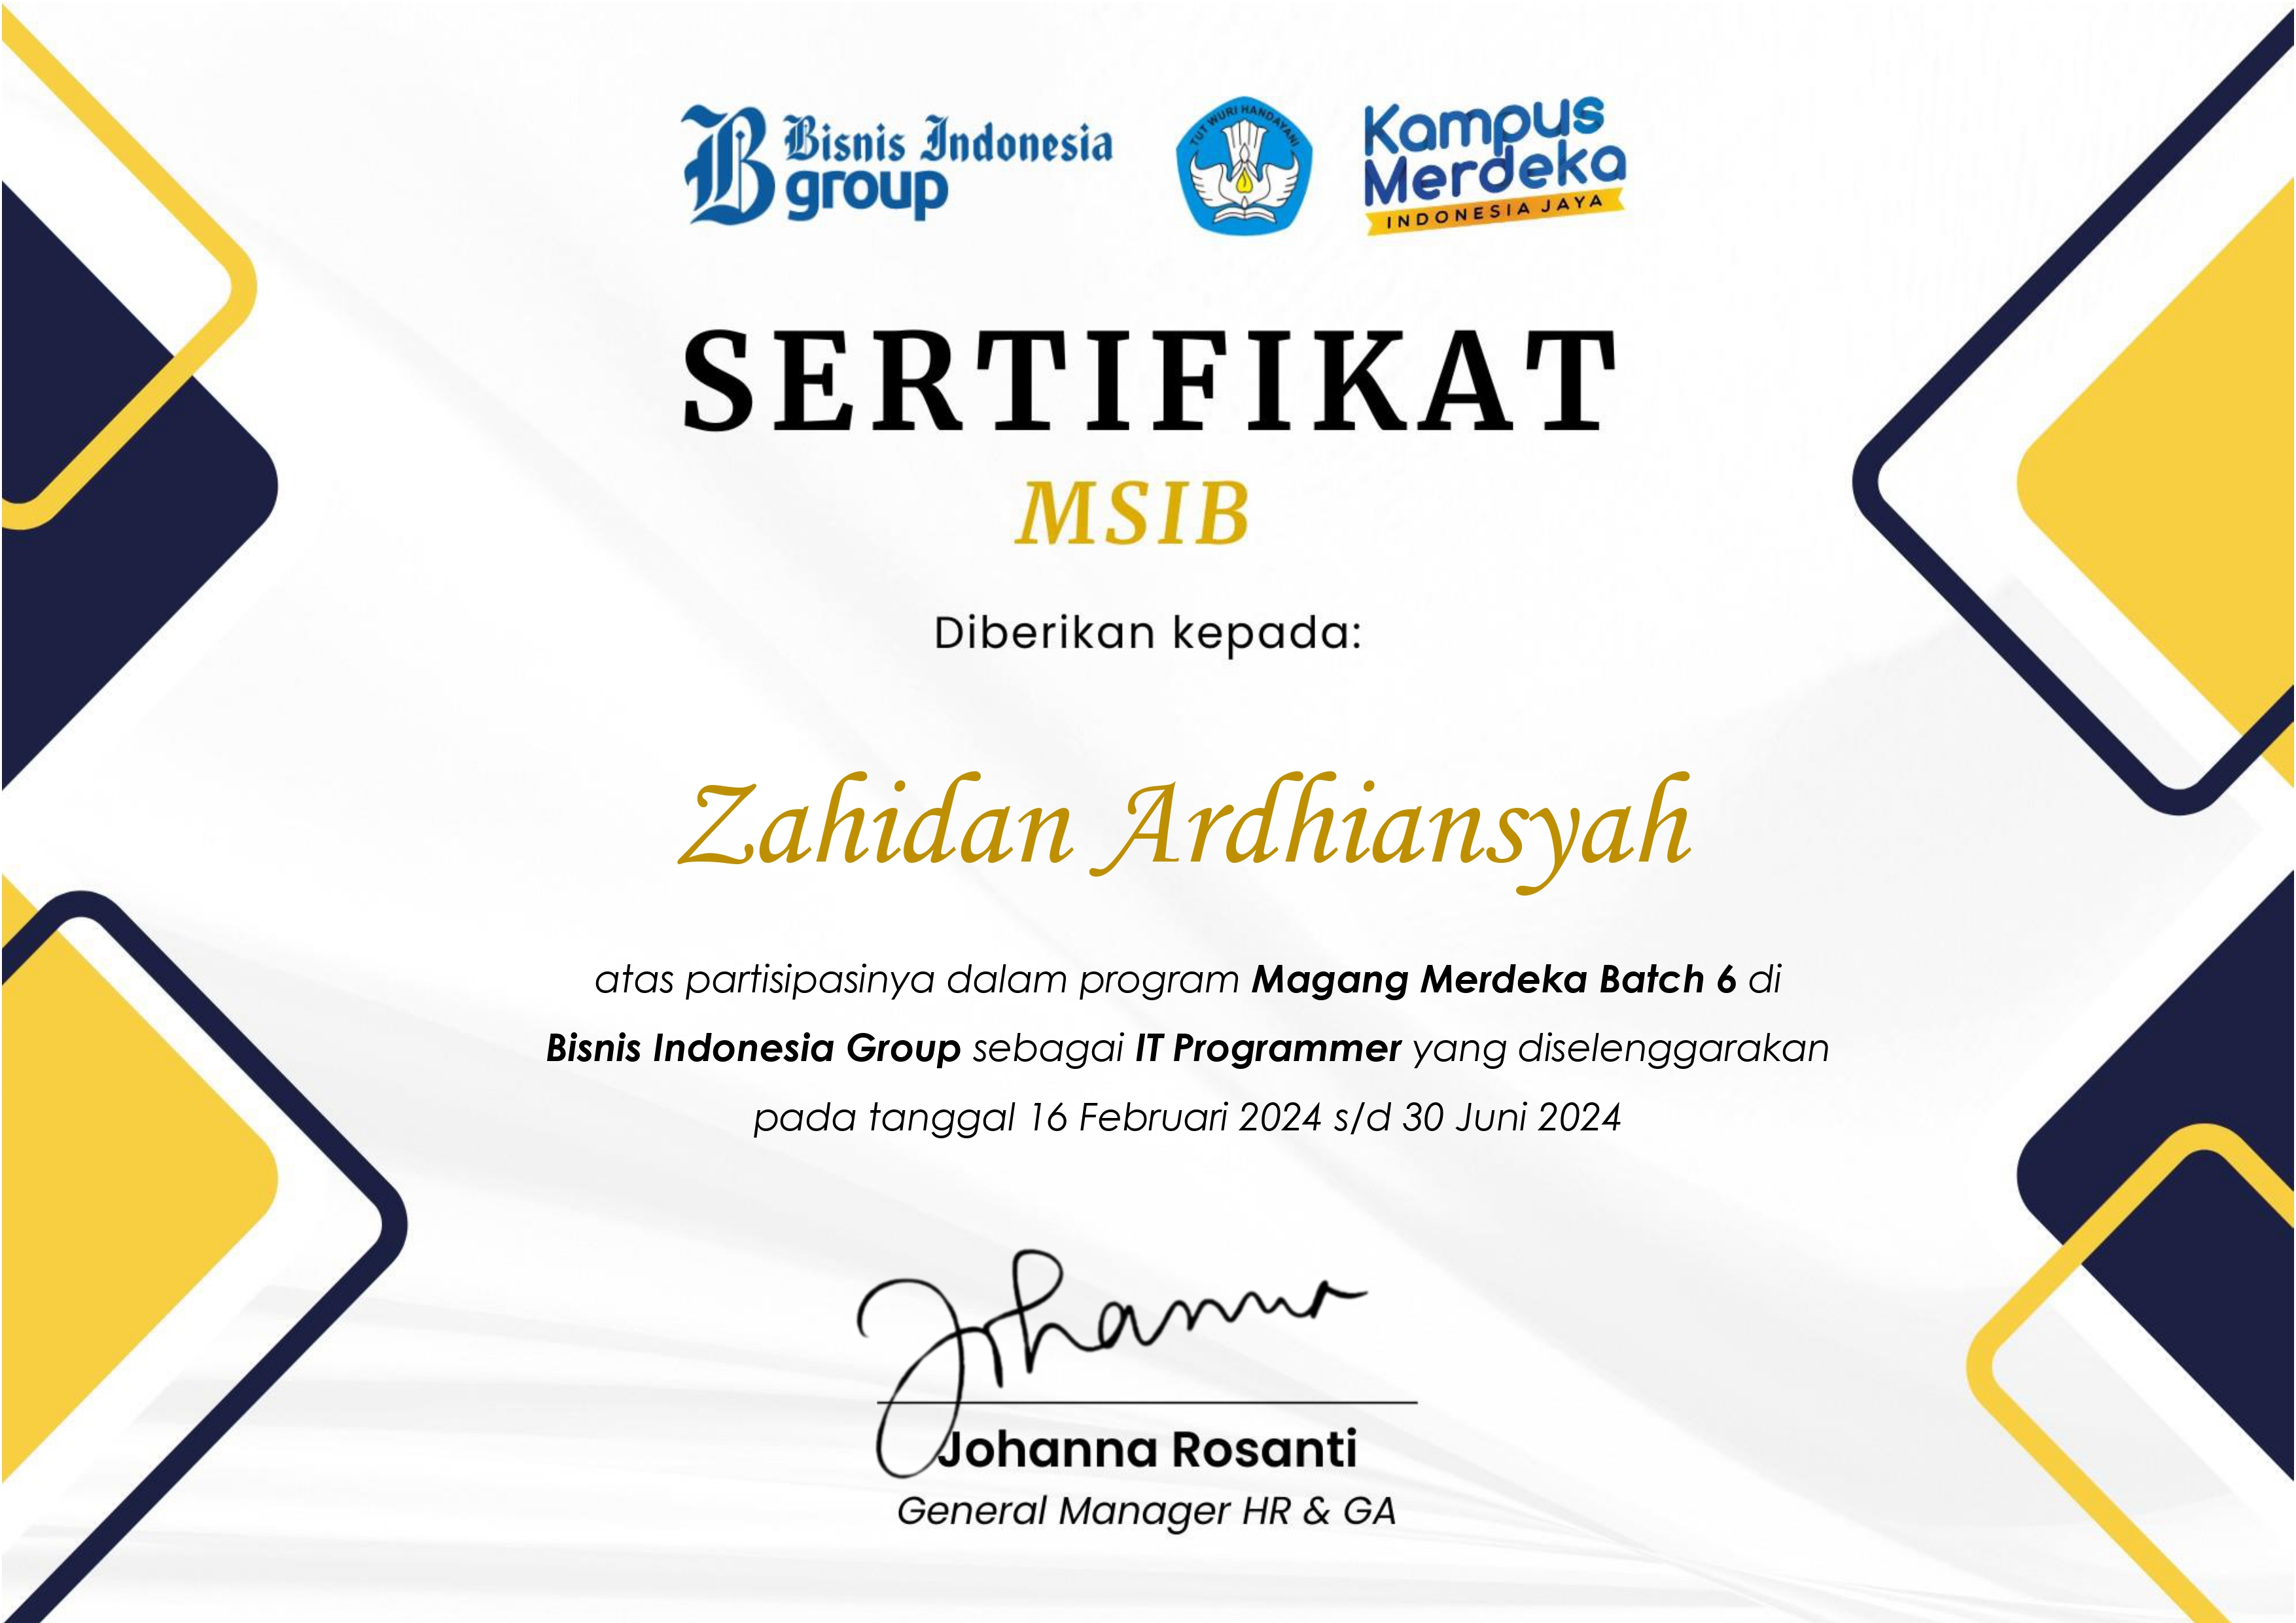 Bisnis Indonesia
group
TUT WURI HANDAYANI
Kampus
Merdeka
INDONESIA JAYA
SERTIFIKAT
MSIB
Diberikan kepada:
Zahidan Ardhiansyah
atas partisipasinya dalam program Magang Merdeka Batch 6 di
Bisnis Indonesia Group sebagai IT Programmer yang diselenggarakan
pada tanggal 16 Februari 2024 s/d 30 Juni 2024
Johanna
Johanna Rosanti
General Manager HR & GA